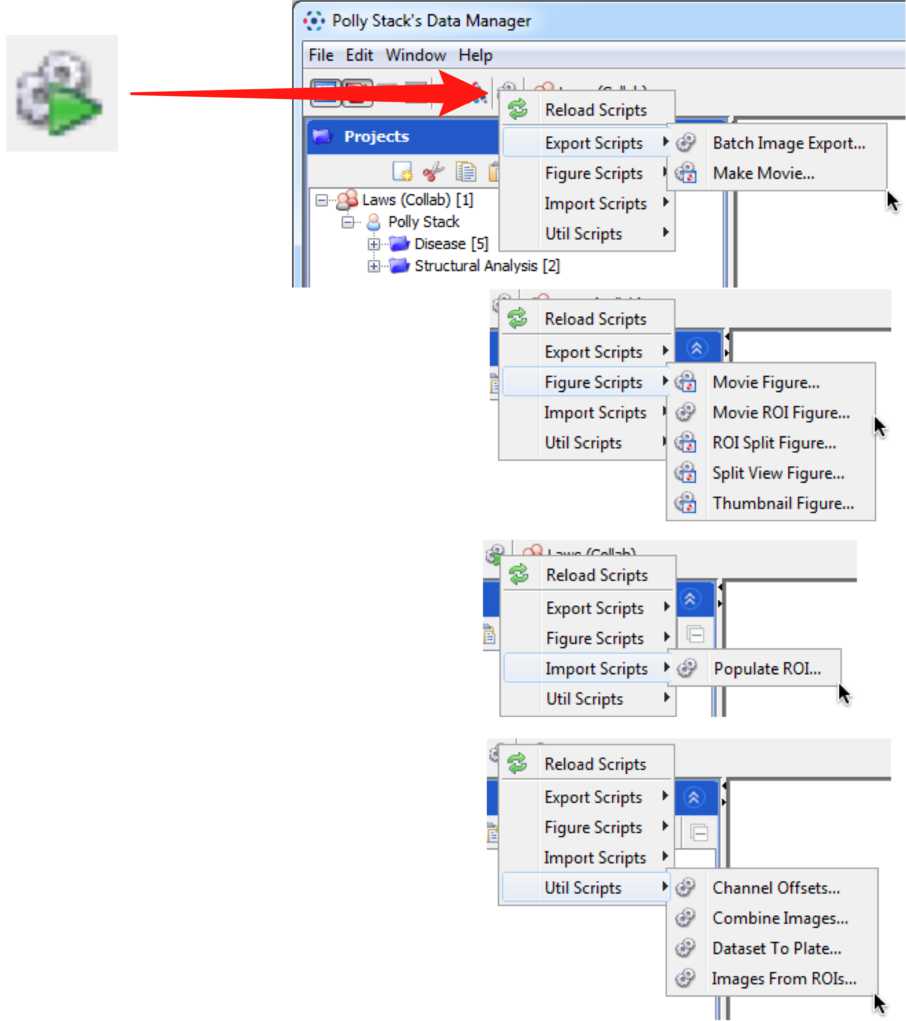 Polly Stack's Data Manager
File Edit Window Help
Reload Scripts
Projects
Export Scripts
Batch Image Export...
Figure Scripts
Make Movie...
Laws (Collab) [1]
Import Scripts
Polly Stack
Util Scripts
Disease [5]
Structural Analysis [2]
Reload Scripts
Export Scripts
Figure Scripts
Movie Figure...
Import Scripts
Movie ROI Figure...
Util Scripts
ROI Split Figure...
Split View Figure...
Thumbnail Figure...
Laws (Collab)
Reload Scripts
Export Scripts
Figure Scripts
Import Scripts
Populate ROI...
Util Scripts
Reload Scripts
Export Scripts
Figure Scripts
Import Scripts
Util Scripts
Channel Offsets...
Combine Images...
Dataset To Plate...
Images From ROIs...